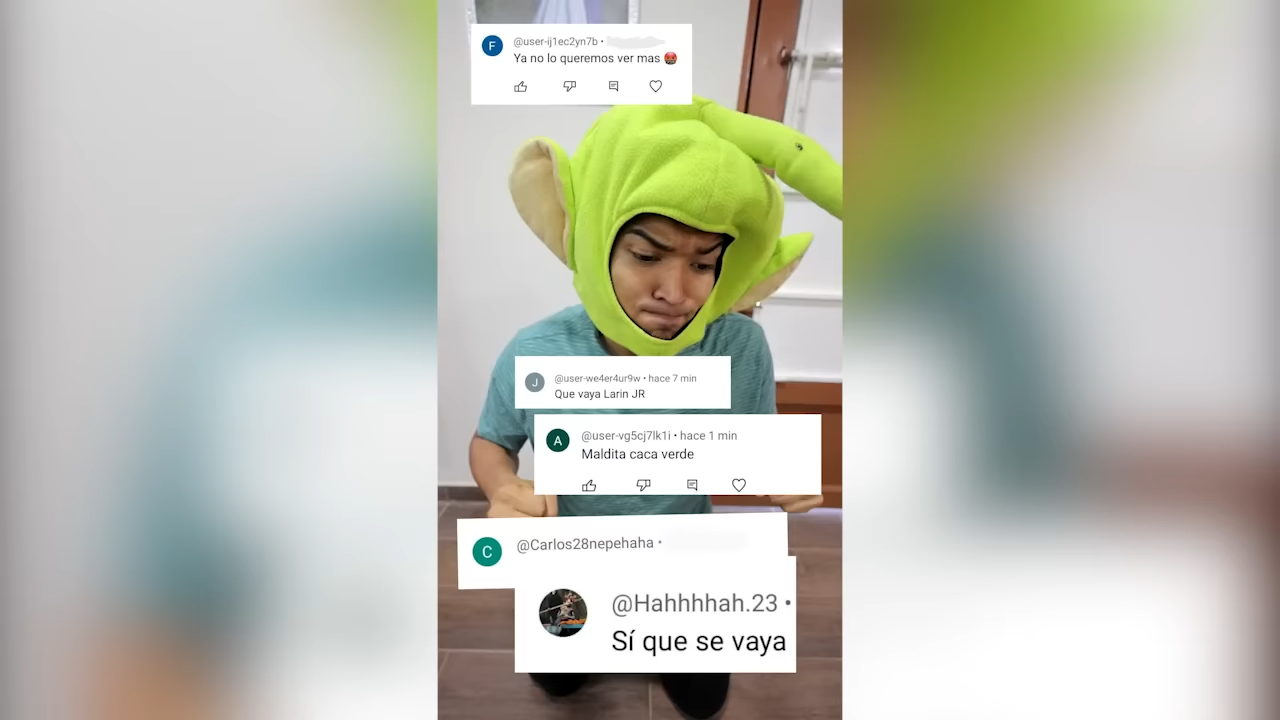 F
@user-ij1ec2yn7b •
Ya no lo queremos ver mas 😡
J
@user-we4er4ur9w • hace 7 min
Que vaya Larin JR
A
@user-vg5cj7lk1i • hace 1 min
Maldita caca verde
C
@Carlos28nepehaha •
@Hahhhhah.23 •
Sí que se vaya